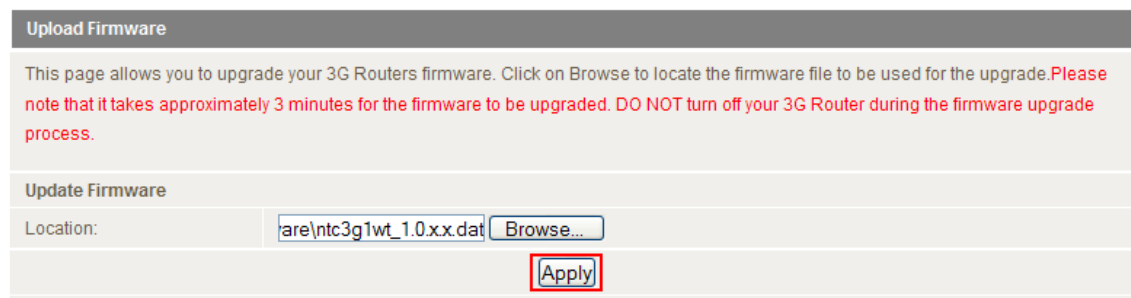 Upload Firmware
This page allows you to upgrade your 3G Routers firmware. Click on Browse to locate the firmware file to be used for the upgrade.Please
note that it takes approximately 3 minutes for the firmware to be upgraded. DO NOT turn off your 3G Router during the firmware upgrade
process.
Update Firmware
Location: are\ntc3g1wt_1.0.x.x.dat Browse...
Apply